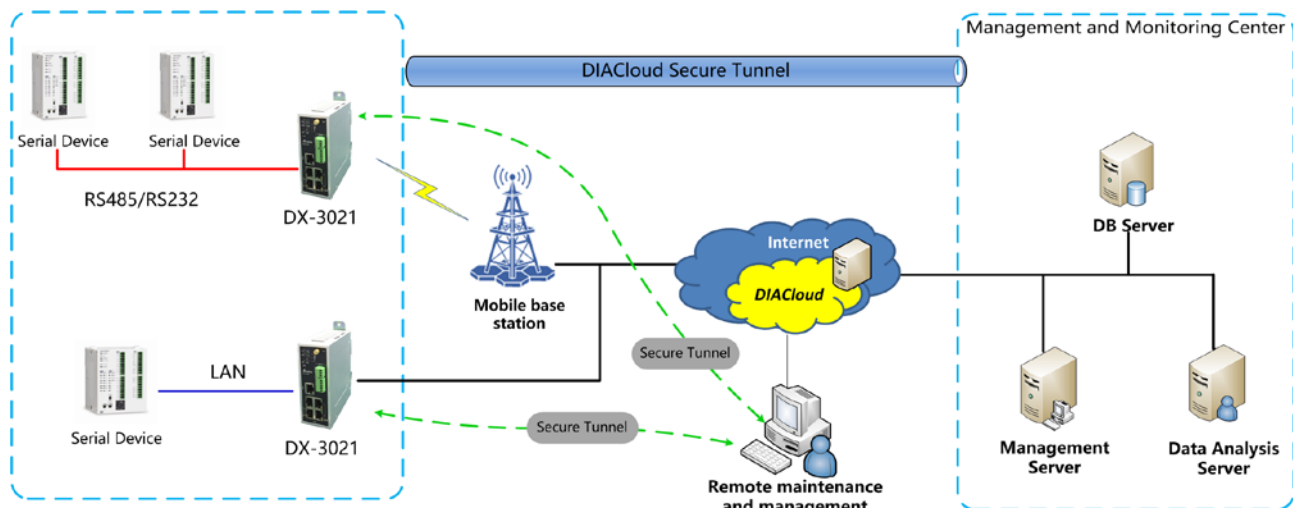 Management and Monitoring Center
DIACloud Secure Tunnel
Serial Device
Serial Device
RS485/RS232
DX-3021
Mobile base
station
Internet
DIACloud
DB Server
Secure Tunnel
LAN
Serial Device
DX-3021
Secure Tunnel
Remote maintenance
and management
Management
Server
Data Analysis
Server